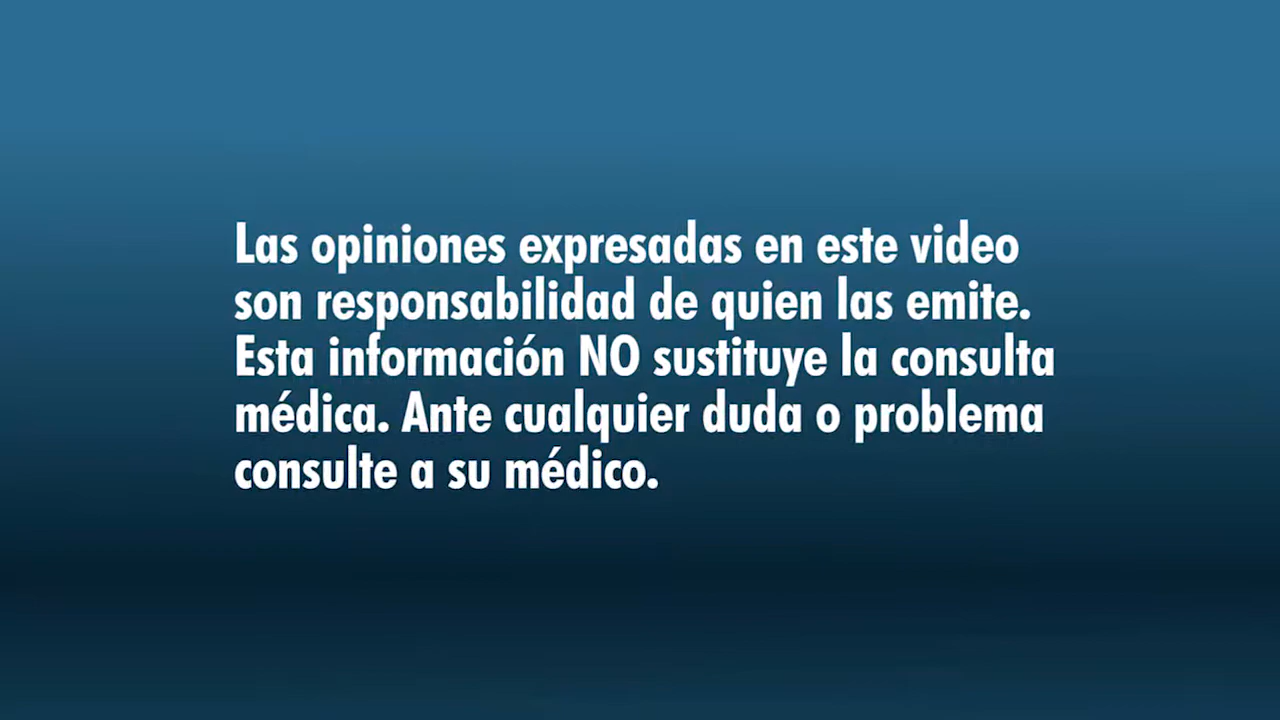 Las opiniones expresadas en este video
son responsabilidad de quien las emite.
Esta información NO sustituye la consulta
médica. Ante cualquier duda o problema
consulte a su médico.